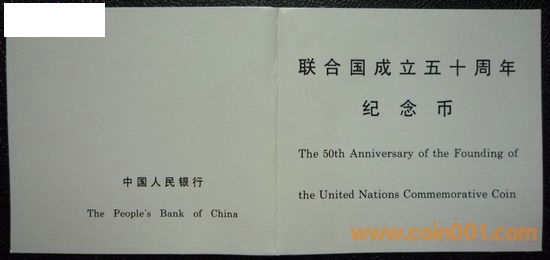 中国人民银行
The People's Bank of China
联合国成立五十周年
纪念币
The 50th Anniversary of the Founding of
the United Nations Commemorative Coin
www.coin001.com